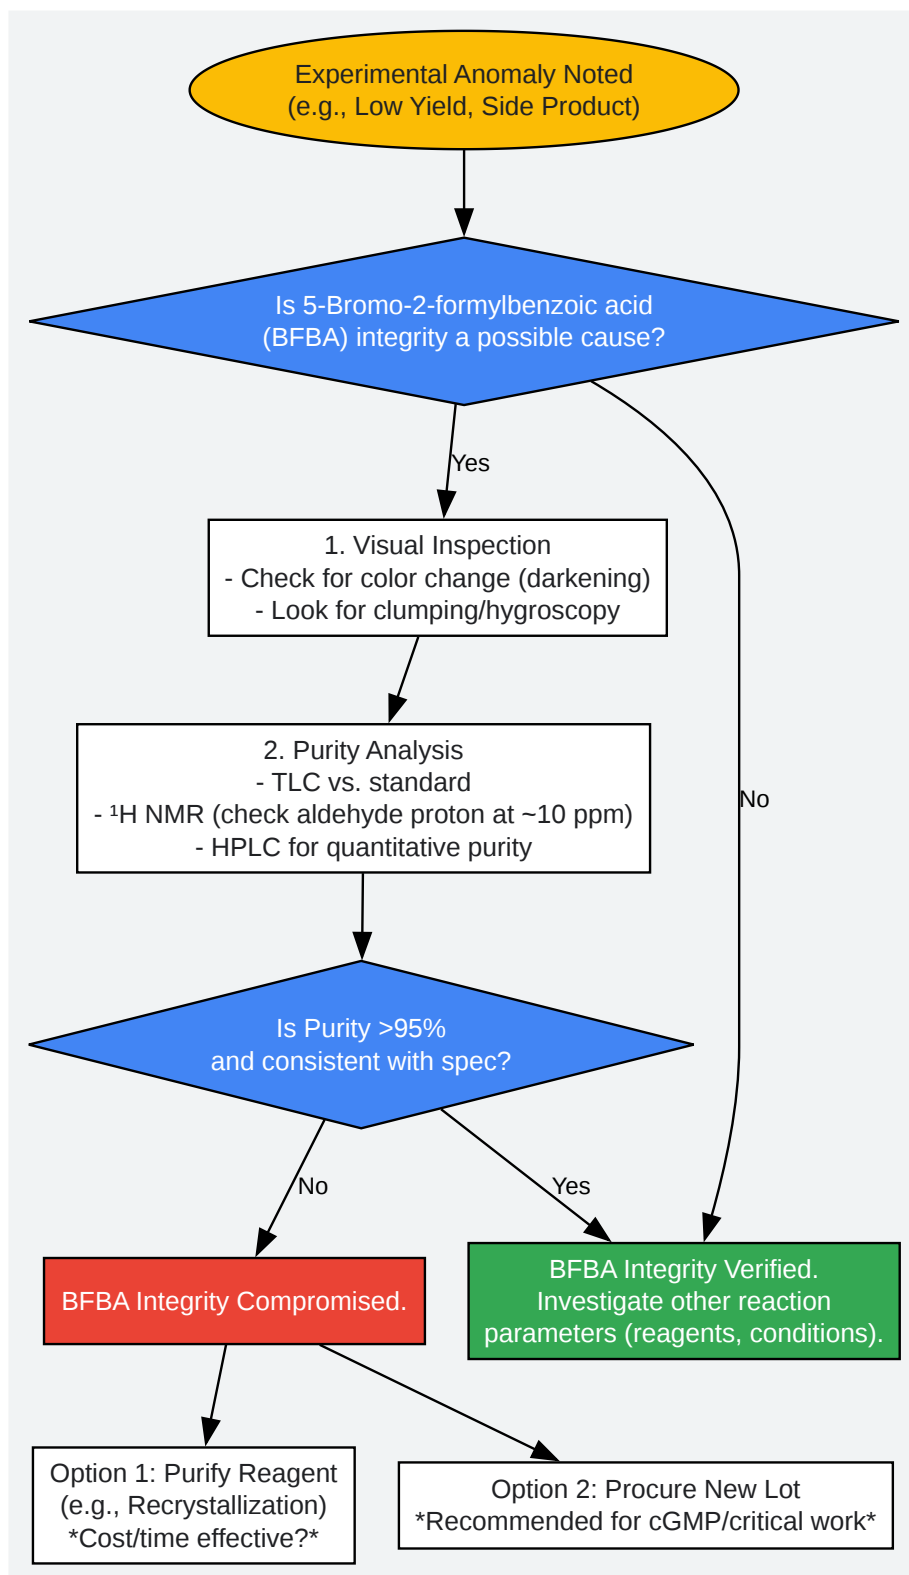 Experimental Anomaly Noted
(e.g., Low Yield, Side Product)
Is 5-Bromo-2-formylbenzoic acid
(BFBA) integrity a possible cause?
Yes
1. Visual Inspection
- Check for color change (darkening)
- Look for clumping/hygroscopy
2. Purity Analysis
- TLC vs. standard
- ¹H NMR (check aldehyde proton at ~10 ppm)
- HPLC for quantitative purity
No
Is Purity >95%
and consistent with spec?
No
Yes
BFBA Integrity Compromised.
BFBA Integrity Verified.
Investigate other reaction
parameters (reagents, conditions).
Option 1: Purify Reagent
(e.g., Recrystallization)
*Cost/time effective?*
Option 2: Procure New Lot
*Recommended for cGMP/critical work*